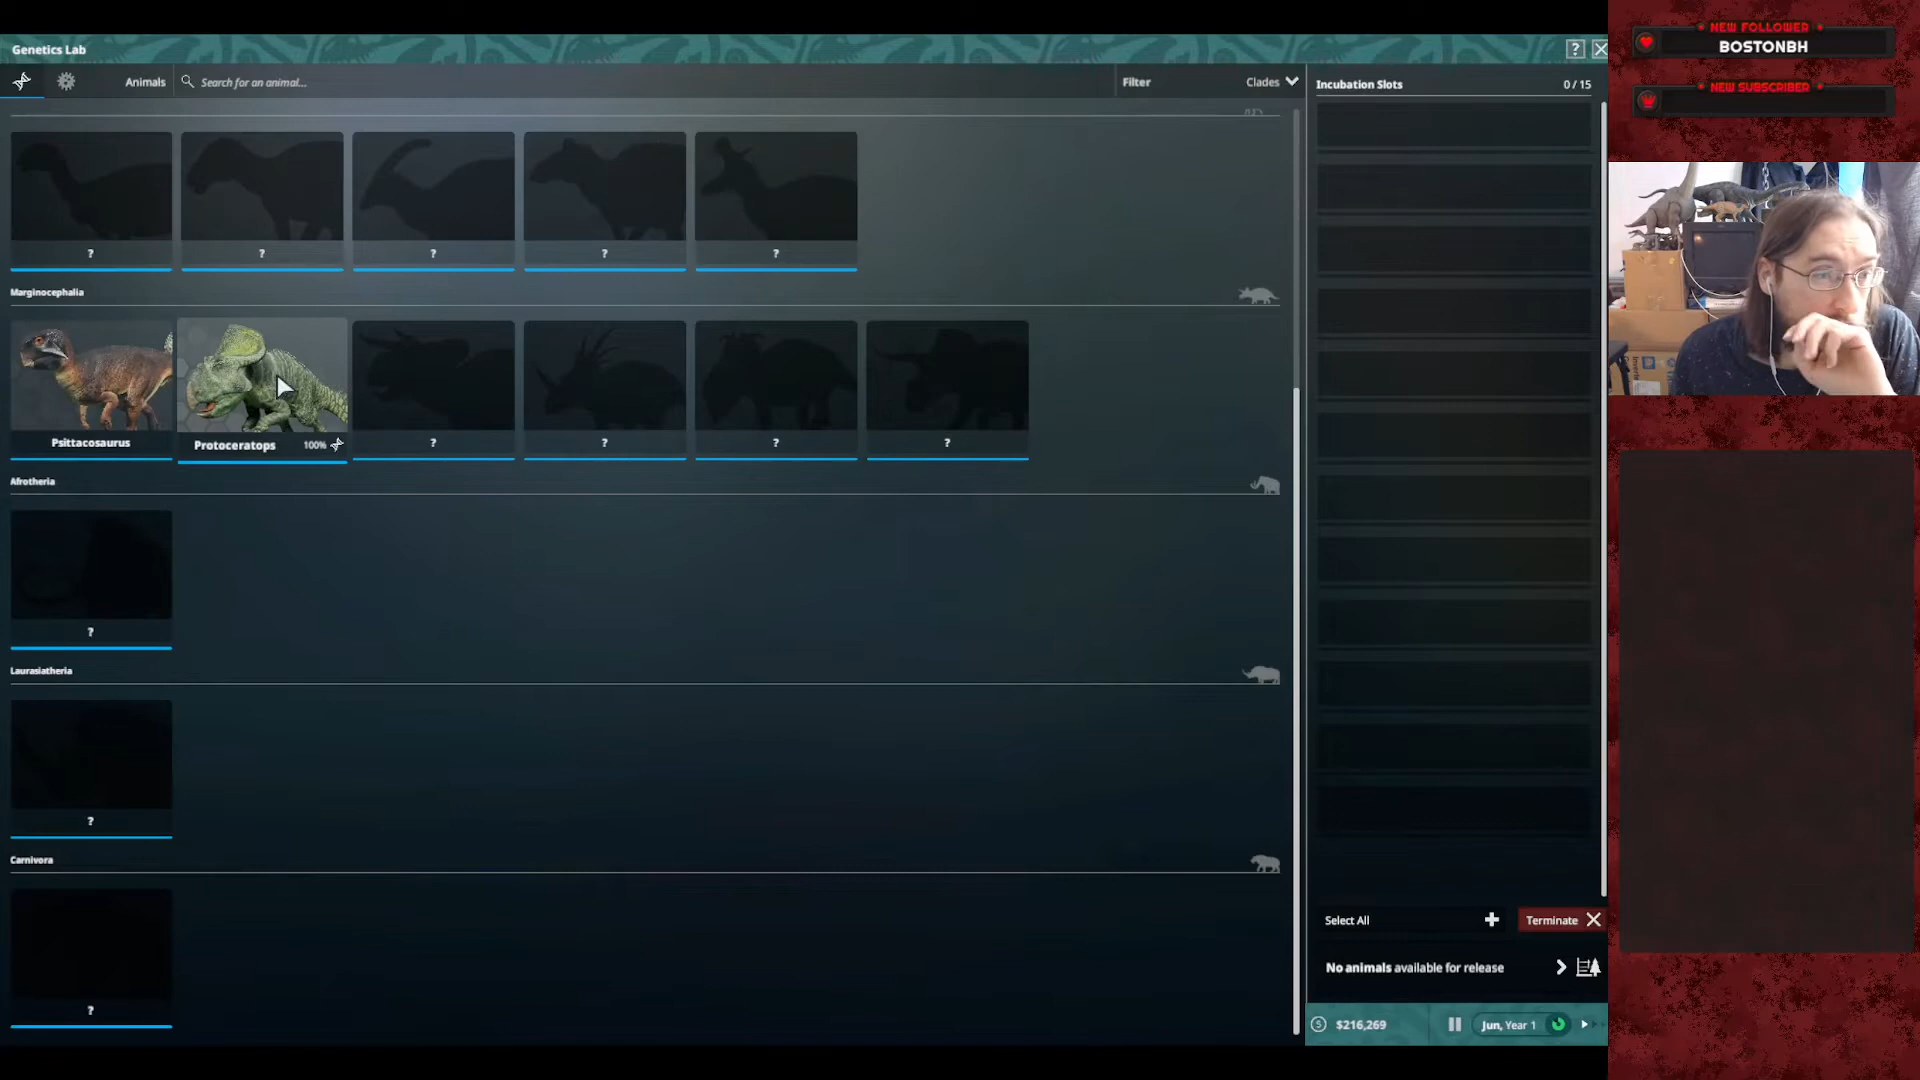 Genetics Lab
?
Animals
Search for an animal...
Filter
Clades
Incubation Slots
0 / 15
?
?
?
?
?
Marginocephalia
Psittacosaurus
Protoceratops
100%
?
?
?
?
Afrotheria
?
Laurasiatheria
?
Carnivora
?
Select All
Terminate
No animals available for release
$216,269
Jun, Year 1
NEW FOLLOWER
BOSTONBH
NEW SUBSCRIBER